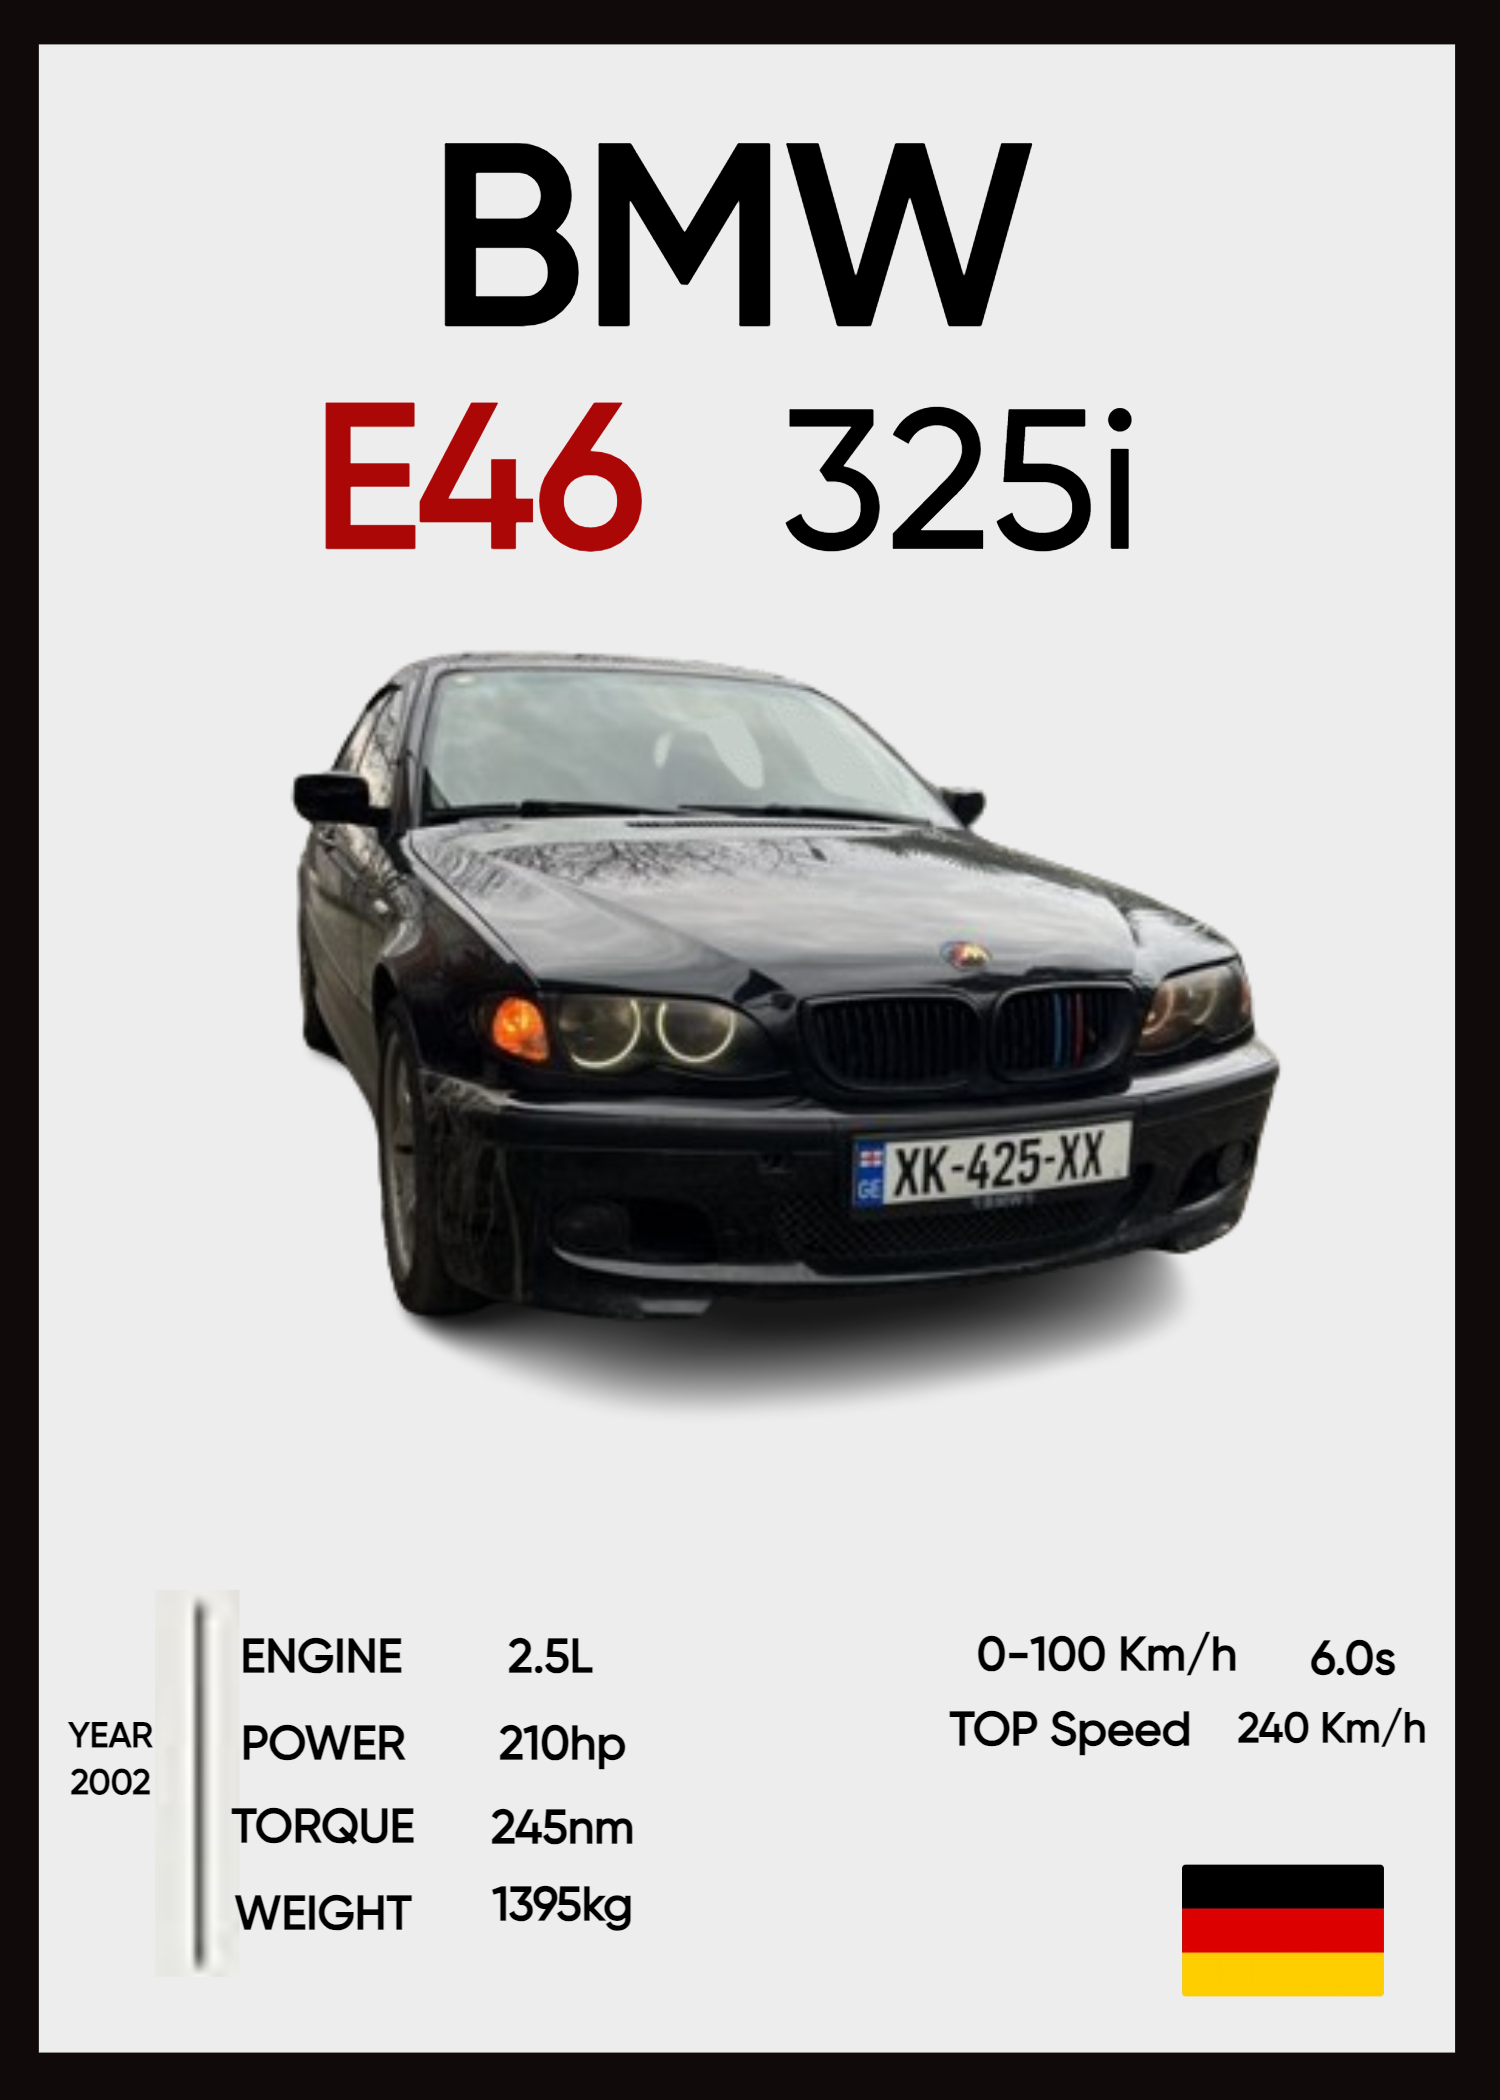 BMW
E46 325i
GE XK-425-XX
ENGINE 2.5L
POWER 210hp
TORQUE 245nm
WEIGHT 1395kg
YEAR
2002
0-100 Km/h 6.0s
TOP Speed 240 Km/h